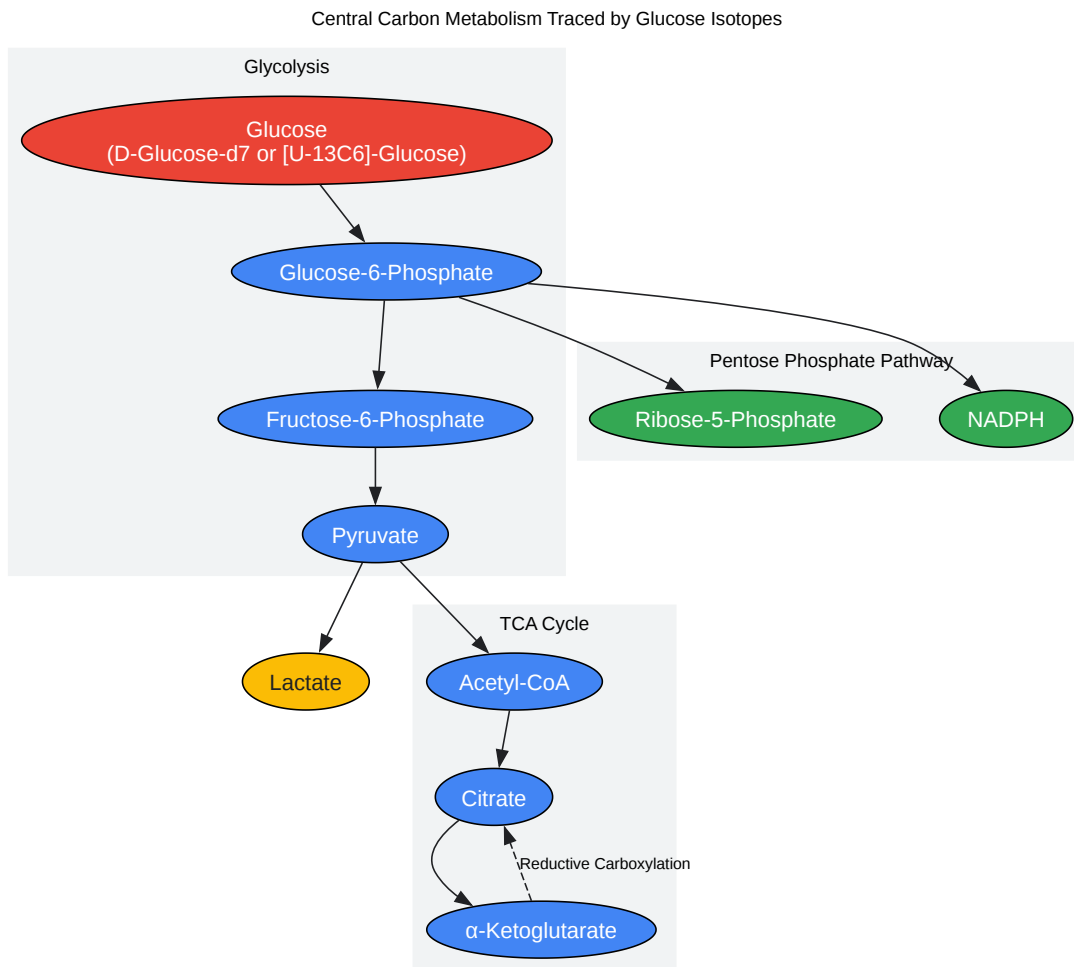 Central Carbon Metabolism Traced by Glucose Isotopes
Glycolysis
Glucose
(D-Glucose-d7 or [U-13C6]-Glucose)
Glucose-6-Phosphate
Pentose Phosphate Pathway
Fructose-6-Phosphate
Ribose-5-Phosphate
NADPH
Pyruvate
TCA Cycle
Lactate
Acetyl-CoA
Citrate
Reductive Carboxylation
α-Ketoglutarate